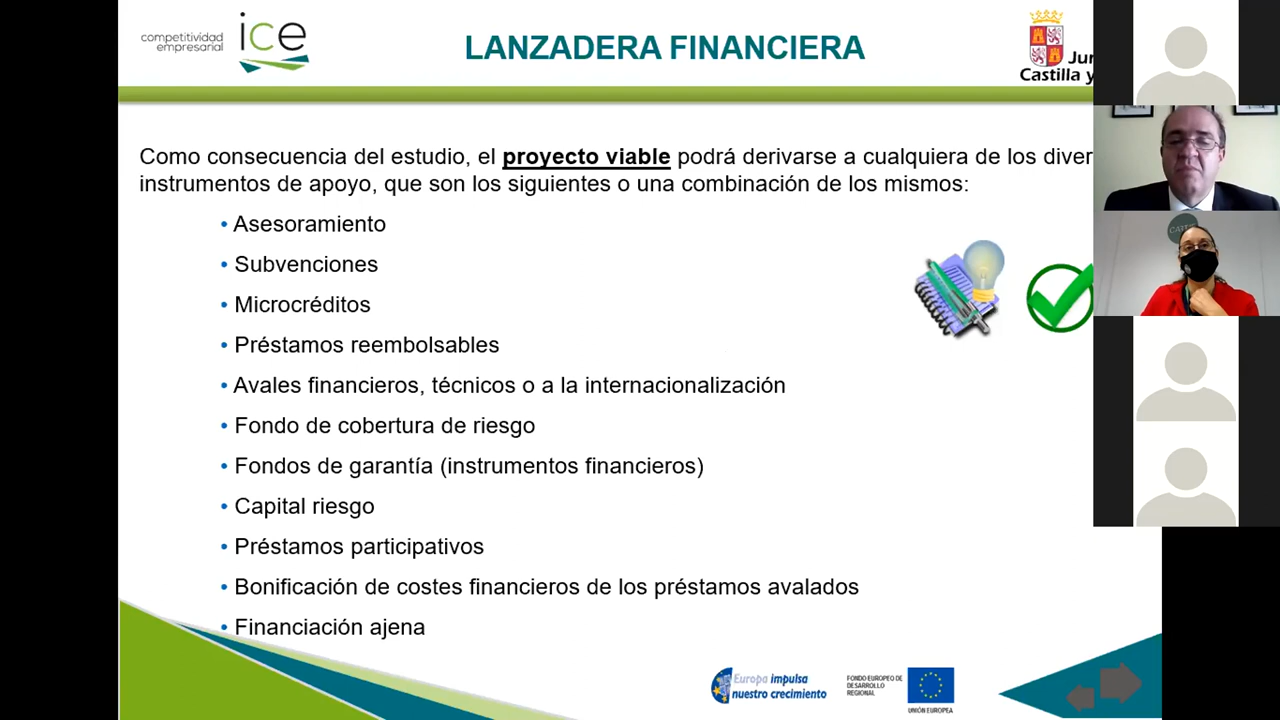 competitividad
empresarial
ice
LANZADERA FINANCIERA
Jun
Castilla y
Como consecuencia del estudio, el proyecto viable podrá derivarse a cualquiera de los diver
instrumentos de apoyo, que son los siguientes o una combinación de los mismos:
• Asesoramiento
• Subvenciones
• Microcréditos
• Préstamos reembolsables
• Avales financieros, técnicos o a la internacionalización
• Fondo de cobertura de riesgo
• Fondos de garantía (instrumentos financieros)
• Capital riesgo
• Préstamos participativos
• Bonificación de costes financieros de los préstamos avalados
• Financiación ajena
Europa impulsa
nuestro crecimiento
FONDO EUROPEO DE
DESARROLLO
REGIONAL
UNIÓN EUROPEA